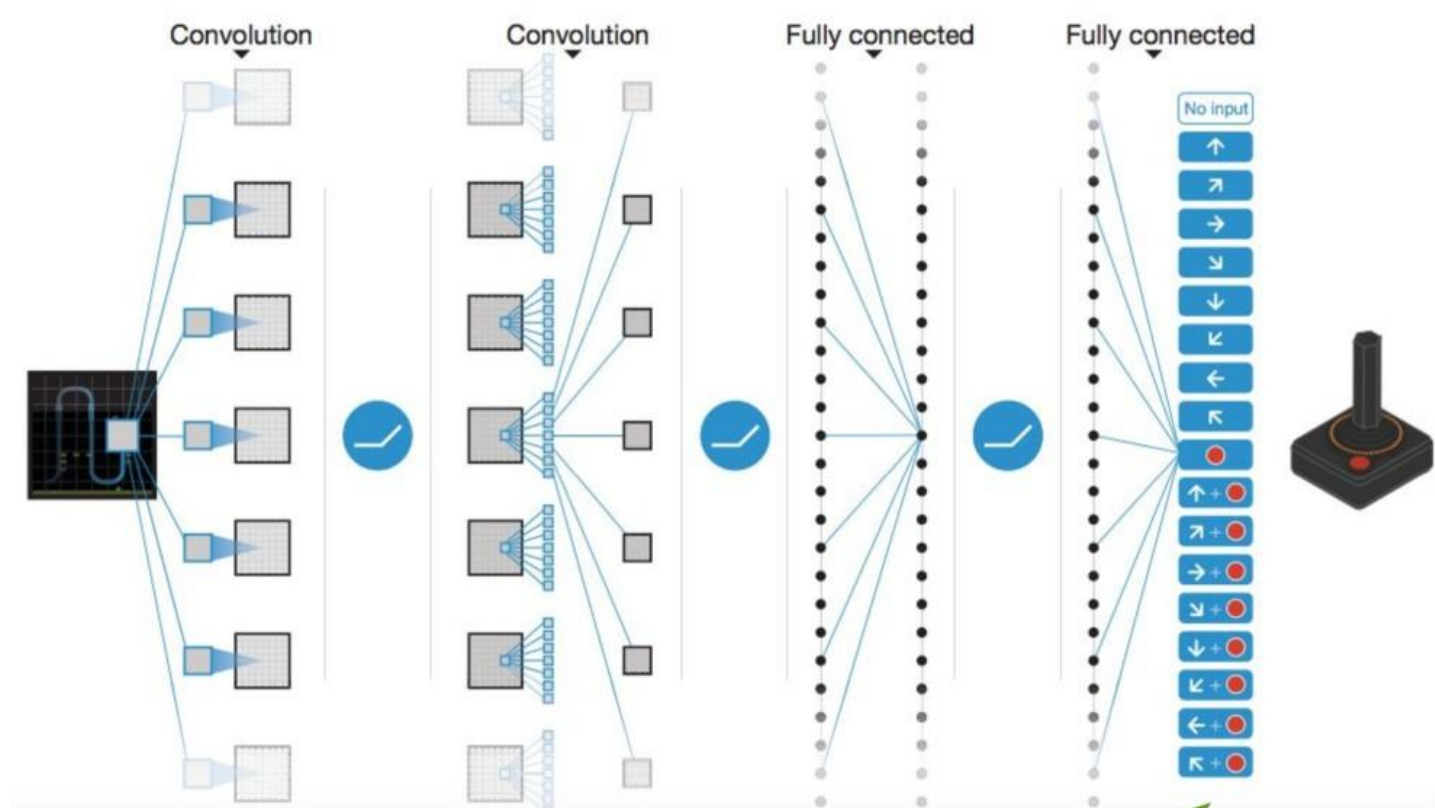 Convolution
Convolution
Fully connected
Fully connected
No input
+
+
+
+
+
+
+
+